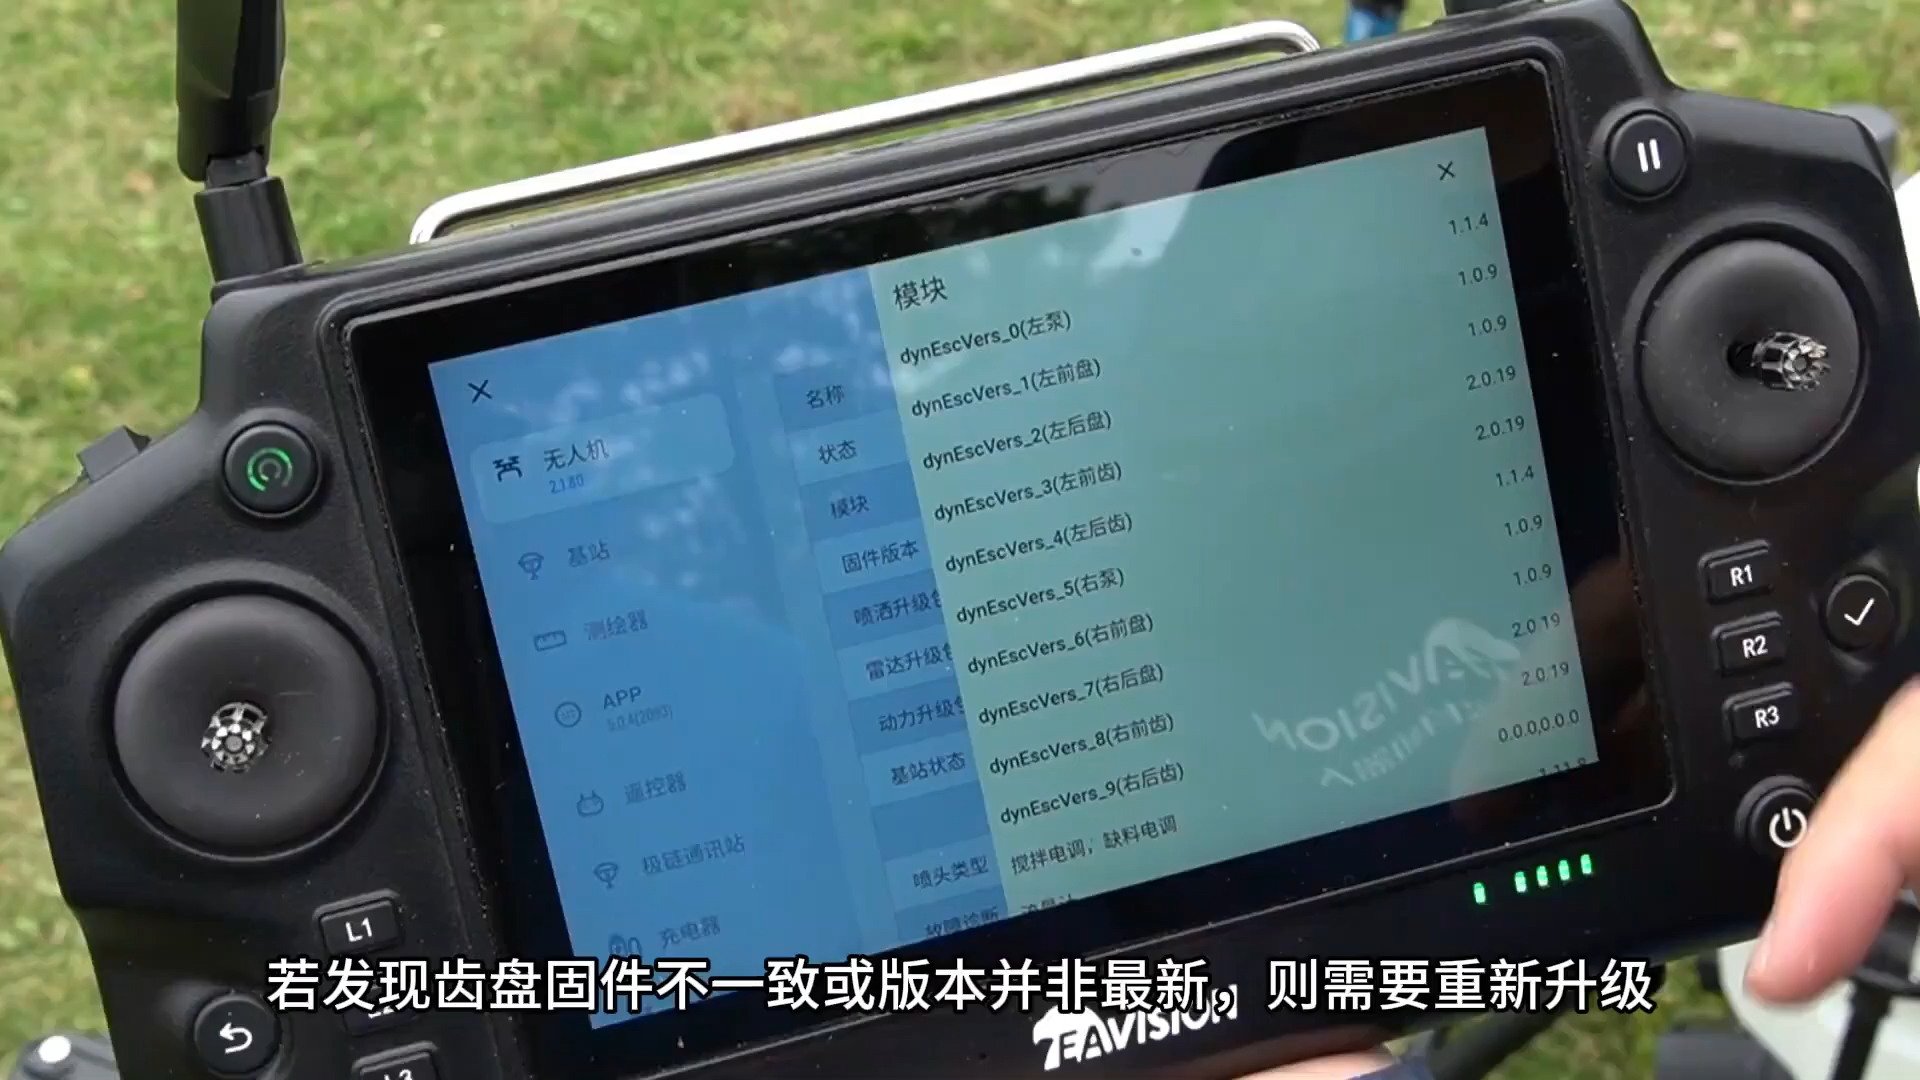 模块
dynEscVers_0(左泵) 1.1.4
dynEscVers_1(左前盘) 1.0.9
dynEscVers_2(左后盘) 1.0.9
dynEscVers_3(左前齿) 2.0.19
dynEscVers_4(左后齿) 2.0.19
dynEscVers_5(右泵) 1.1.4
dynEscVers_6(右前盘) 1.0.9
dynEscVers_7(右后盘) 1.0.9
dynEscVers_8(右前齿) 2.0.19
dynEscVers_9(右后齿) 2.0.19
搅拌电调；缺料电调 0.0.0,0.0.0
无人机
2.1.80
基站
测绘器
APP
5.0.4(2093)
遥控器
极链通讯站
充电器
名称
状态
模块
固件版本
喷洒升级
雷达升级
动力升级
基站状态
喷头类型
故障诊断
R1
R2
R3
L1
EAVISION
若发现齿盘固件不一致或版本并非最新，则需要重新升级